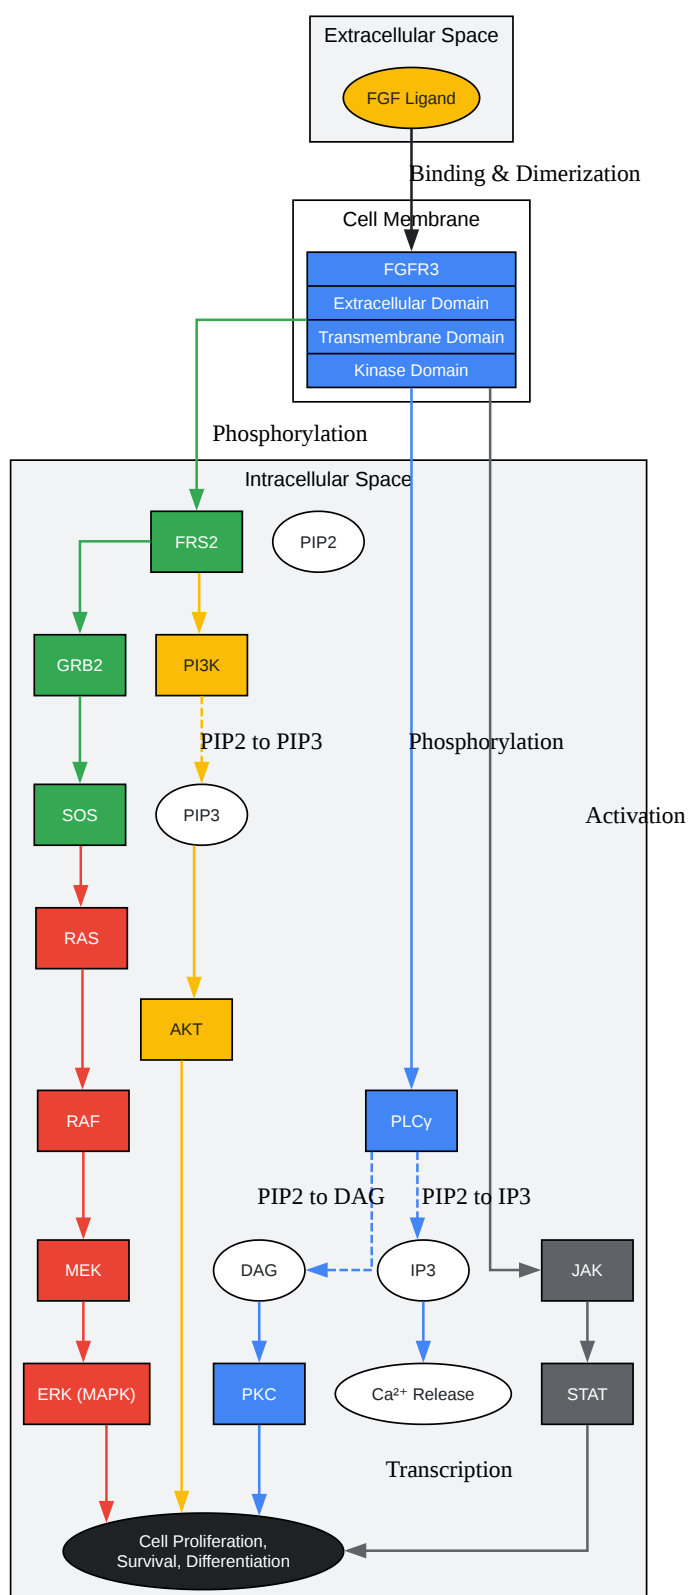 Extracellular Space
FGF Ligand
Binding & Dimerization
Cell Membrane
FGFR3
Extracellular Domain
Transmembrane Domain
Kinase Domain
Phosphorylation
Intracellular Space
FRS2
PIP2
GRB2
PI3K
PIP2 to PIP3
Phosphorylation
SOS
PIP3
Activation
RAS
AKT
RAF
PLCγ
PIP2 to DAG
PIP2 to IP3
MEK
DAG
IP3
JAK
ERK (MAPK)
PKC
Ca²⁺ Release
STAT
Transcription
Cell Proliferation,
Survival, Differentiation